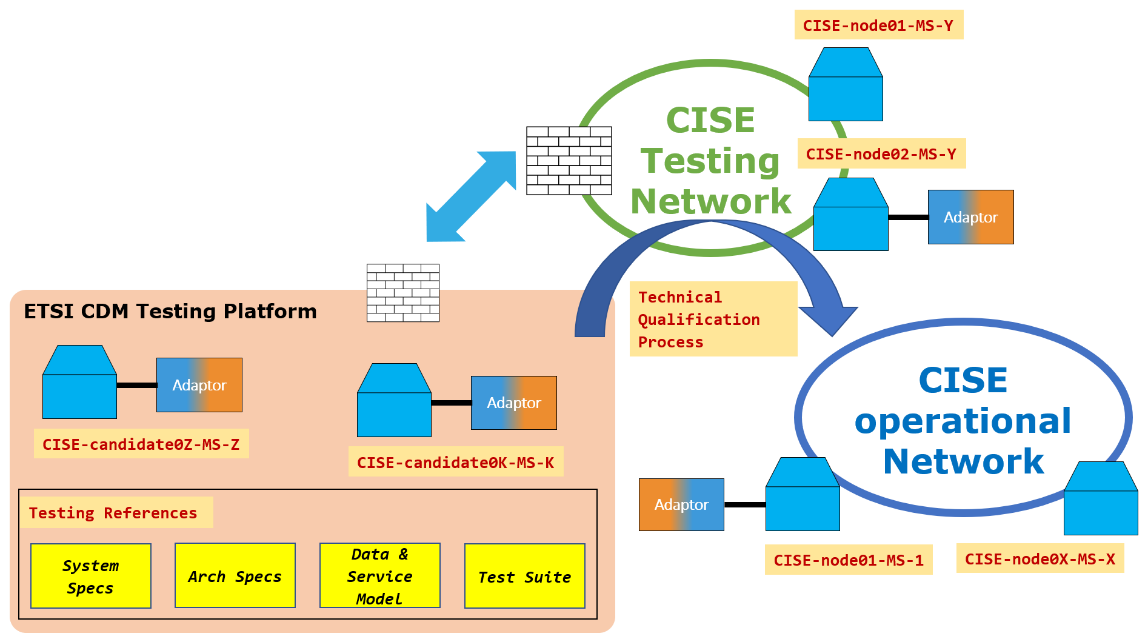 CISE-node01-MS-Y
CISE
Testing
Network
CISE-node02-MS-Y
Adaptor
Technical
Qualification
Process
ETSI CDM Testing Platform
Adaptor
Adaptor
CISE-candidate0Z-MS-Z
CISE-candidate0K-MS-K
Testing References
System
Specs
Arch Specs
Data &
Service
Model
Test Suite
CISE
operational
Network
Adaptor
CISE-node01-MS-1
CISE-node0X-MS-X